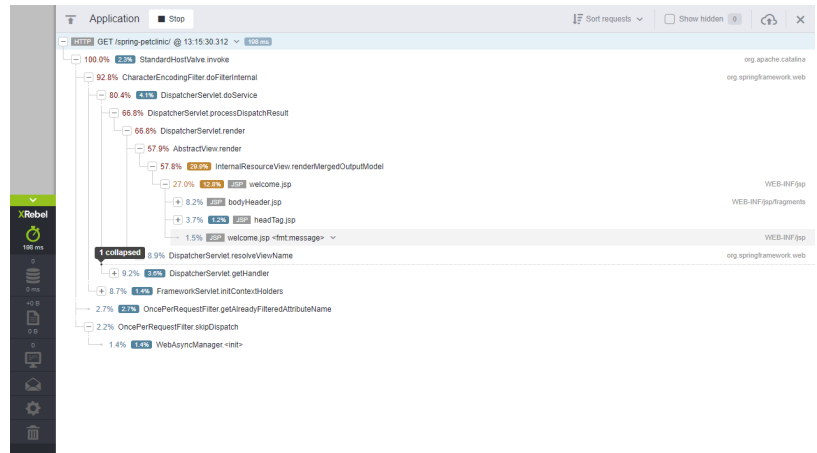 Application Stop Sort requests Show hidden 0
HTTP GET /spring-petclinic/ @ 13:15:30.312 198 ms
100.0% 2.3% StandardHostValve.invoke org.apache.catalina
92.8% CharacterEncodingFilter.doFilterInternal org.springframework.web
80.4% 4.1% DispatcherServlet.doService
66.8% DispatcherServlet.processDispatchResult
66.8% DispatcherServlet.render
57.9% AbstractView.render
57.8% InternalResourceView.renderMergedOutputModel
27.0% 12.8% JSP welcome.jsp WEB-INF/jsp
8.2% JSP bodyHeader.jsp WEB-INF/jsp/fragments
3.7% 1.2% JSP headTag.jsp
1.5% JSP welcome.jsp <fmt:message> WEB-INF/jsp
1 collapsed 8.9% DispatcherServlet.resolveViewName org.springframework.web
9.2% 3.6% DispatcherServlet.getHandler
8.7% 1.4% FrameworkServlet.initContextHolders
2.7% 2.7% OncePerRequestFilter.getAlreadyFilteredAttributeName
2.2% OncePerRequestFilter.skipDispatch
1.4% 1.4% WebAsyncManager.<init>
XRebel
198 ms
0
0 ms
+0 B
0 B
0